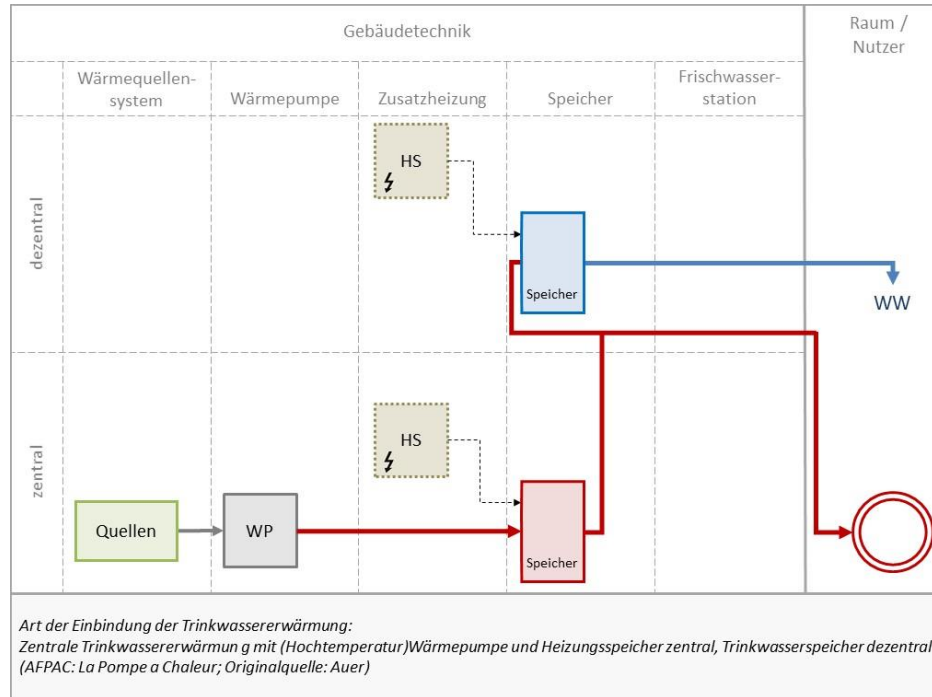 Gebäudetechnik
Raum /
Nutzer
Wärmequellen-
system
Wärmepumpe
Zusatzheizung
Speicher
Frischwasser-
station
dezentral
HS
Speicher
WW
zentral
HS
Quellen
WP
Speicher
Art der Einbindung der Trinkwassererwärmung:
Zentrale Trinkwassererwärmun g mit (Hochtemperatur)Wärmepumpe und Heizungsspeicher zentral, Trinkwasserspeicher dezentral
(AFPAC: La Pompe a Chaleur; Originalquelle: Auer)